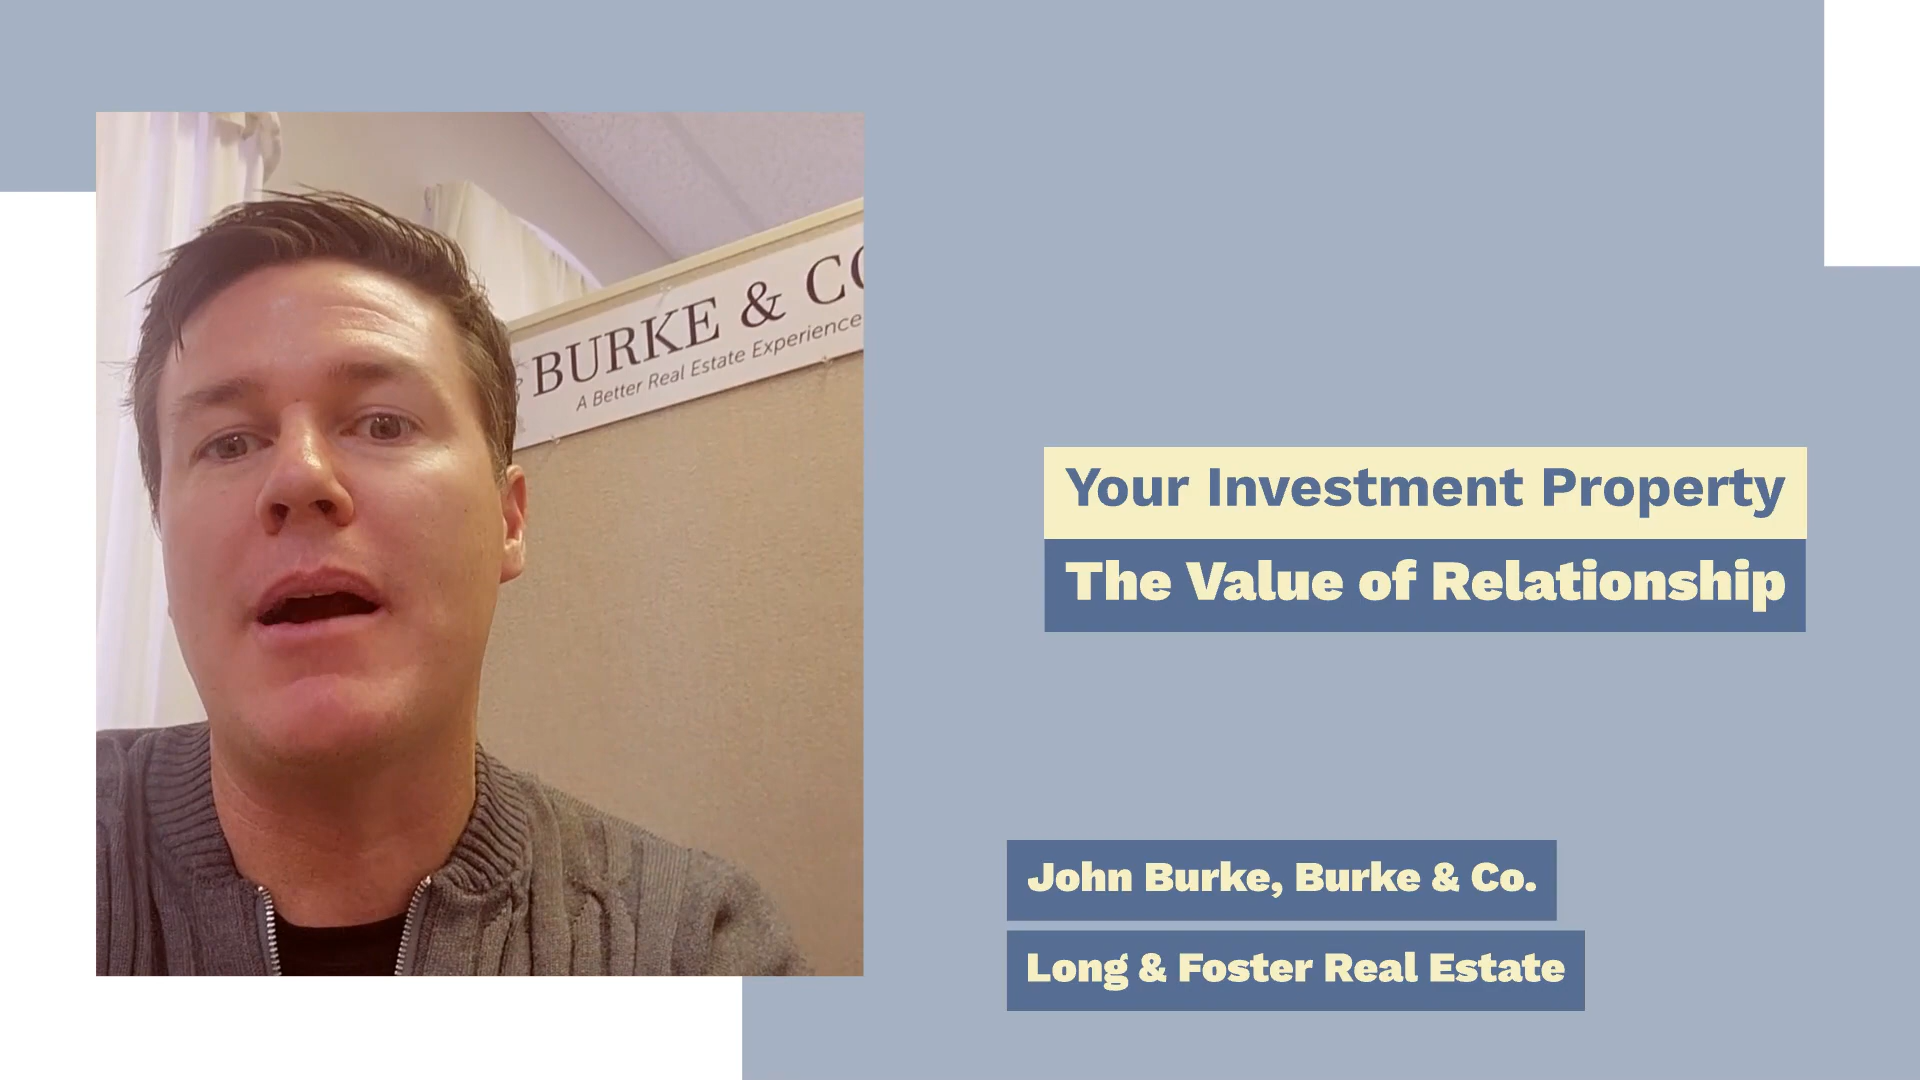 BURKE & CO
A Better Real Estate Experience
Your Investment Property
The Value of Relationship
John Burke, Burke & Co.
Long & Foster Real Estate